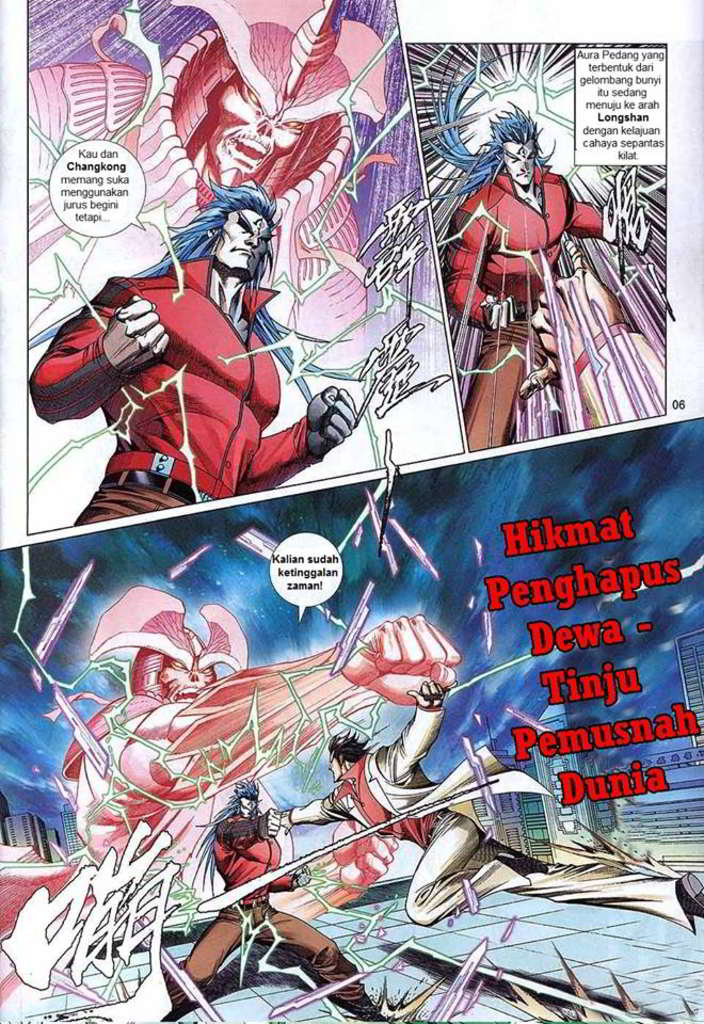 Kau dan
Changkong
memang suka
menggunakan
jurus begini
tetapi...
Aura Pedang yang
terbentuk dari
gelombang bunyi
itu sedang
menuju ke arah
Longshan
dengan kelajuan
cahaya sepantas
kilat.
06
Kalian sudah
ketinggalan
zaman!
Hikmat
Penghapus
Dewa -
Tinju
Pemusnah
Dunia